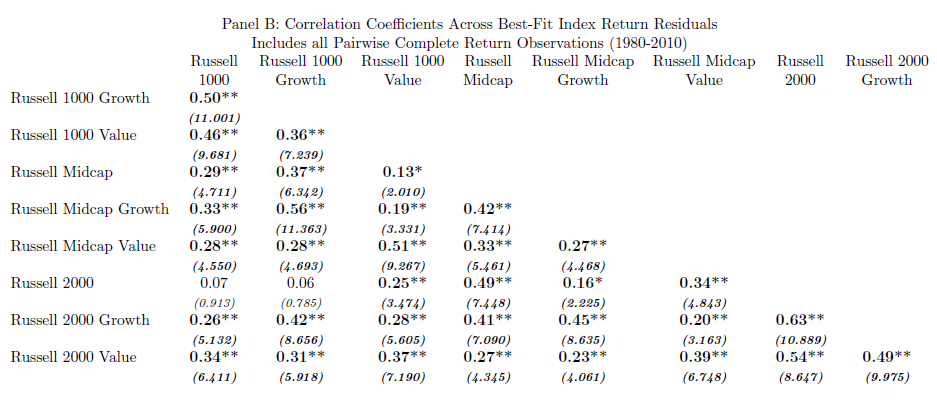 Panel B: Correlation Coefficients Across Best-Fit Index Return Residuals
Includes all Pairwise Complete Return Observations (1980-2010)
Russell Russell 1000 Russell 1000 Russell Russell Midcap Russell Midcap Russell Russell 2000
1000 Growth Value Midcap Growth Value 2000 Growth
Russell 1000 Growth 0.50**
(11.001)
Russell 1000 Value 0.46** 0.36**
(9.681) (7.239)
Russell Midcap 0.29** 0.37** 0.13*
(4.711) (6.342) (2.010)
Russell Midcap Growth 0.33** 0.56** 0.19** 0.42**
(5.900) (11.363) (3.331) (7.414)
Russell Midcap Value 0.28** 0.28** 0.51** 0.33** 0.27**
(4.550) (4.693) (9.267) (5.461) (4.468)
Russell 2000 0.07 0.06 0.25** 0.49** 0.16* 0.34**
(0.913) (0.785) (3.474) (7.448) (2.225) (4.843)
Russell 2000 Growth 0.26** 0.42** 0.28** 0.41** 0.45** 0.20** 0.63**
(5.132) (8.656) (5.605) (7.090) (8.635) (3.163) (10.889)
Russell 2000 Value 0.34** 0.31** 0.37** 0.27** 0.23** 0.39** 0.54** 0.49**
(6.411) (5.918) (7.190) (4.345) (4.061) (6.748) (8.647) (9.975)